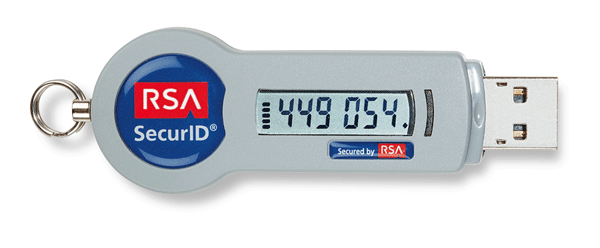 RSA
SecurID®
449 054.
Secured by RSA